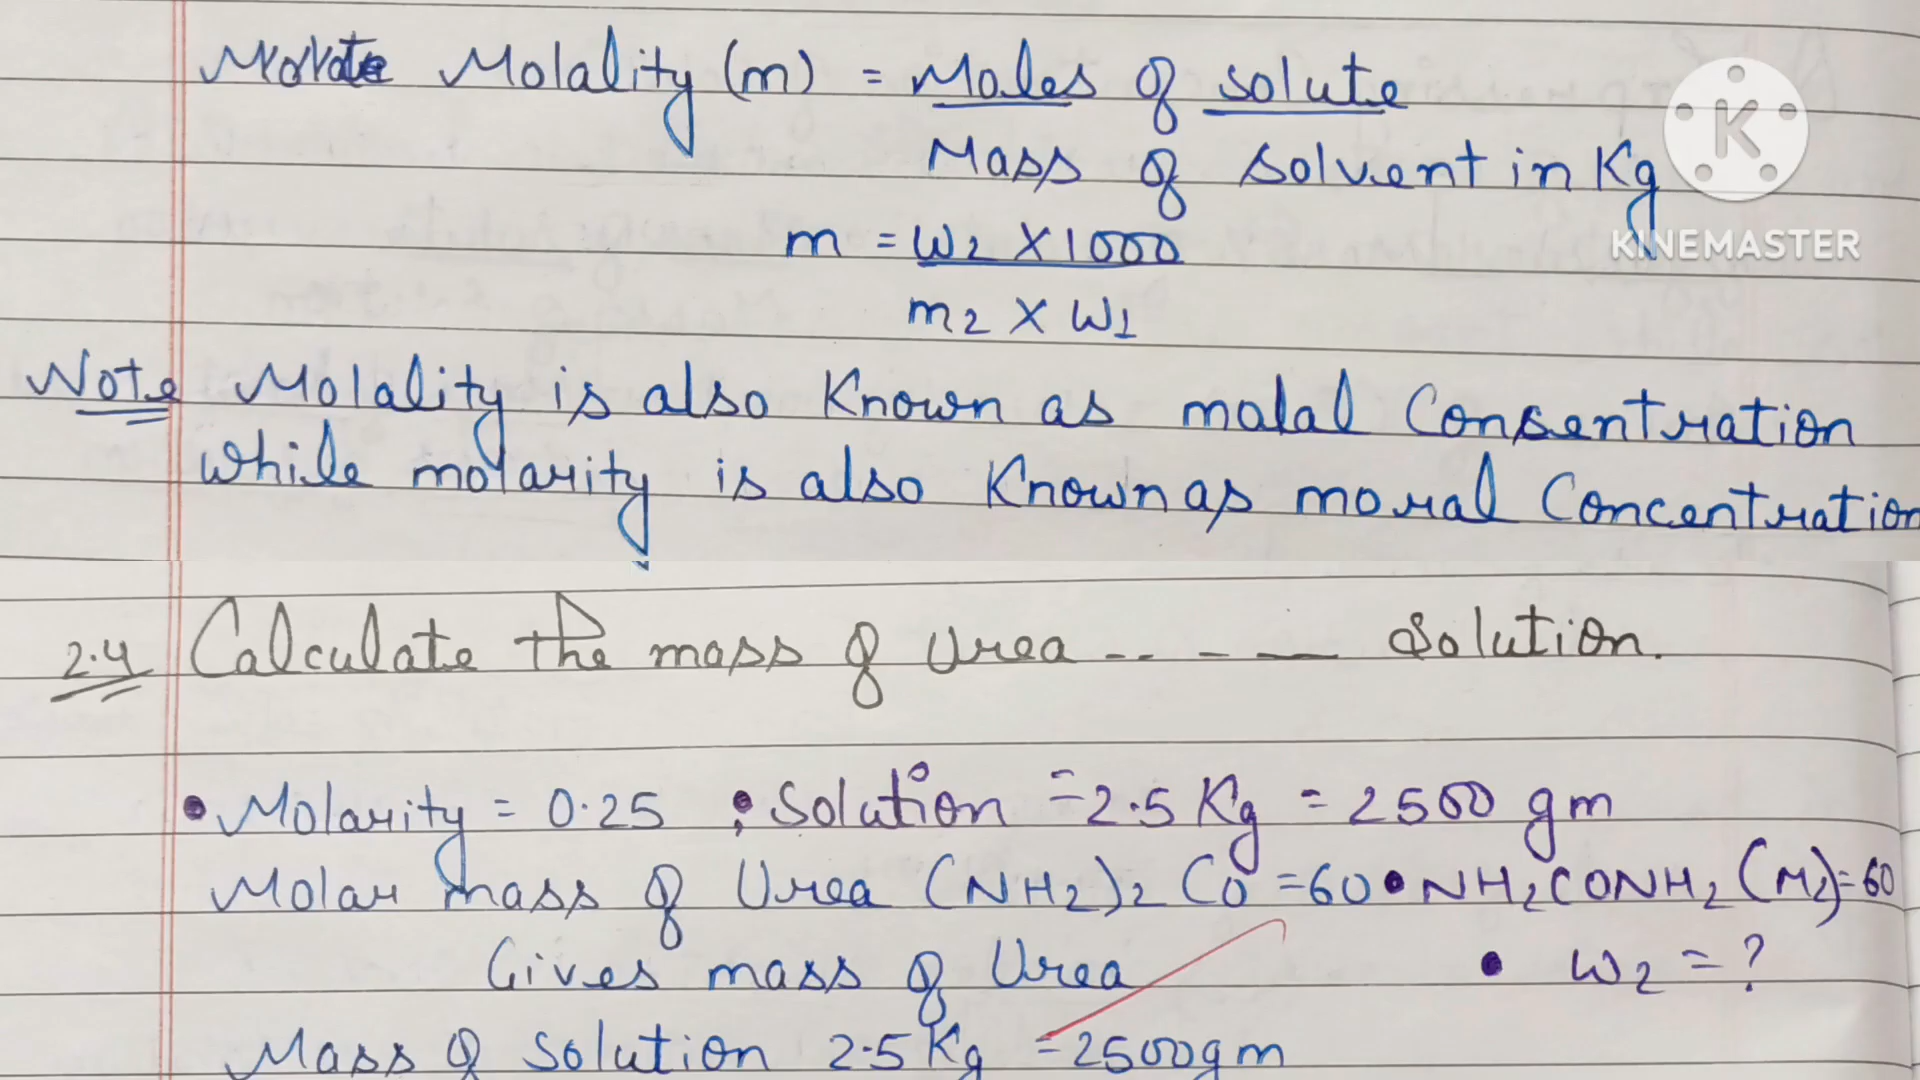 Molality (m) = Moles of solute
Mass of solvent in Kg
K
KINEMASTER
m = w2 X 1000
m2 X W1
Note Molality is also Known as molal Consentration
while molarity is also Known as moral Concentration
2.4 Calculate the mass of Urea -- - — Solution.
• Molarity = 0.25 ; Solution = 2.5 Kg = 2500 gm
Molar mass of Urea (NH2)2 Co = 60 • NH2CONH2 (M2) = 60
Gives mass of Urea • W2 = ?
Mass of solution 2.5 Kg = 2500gm